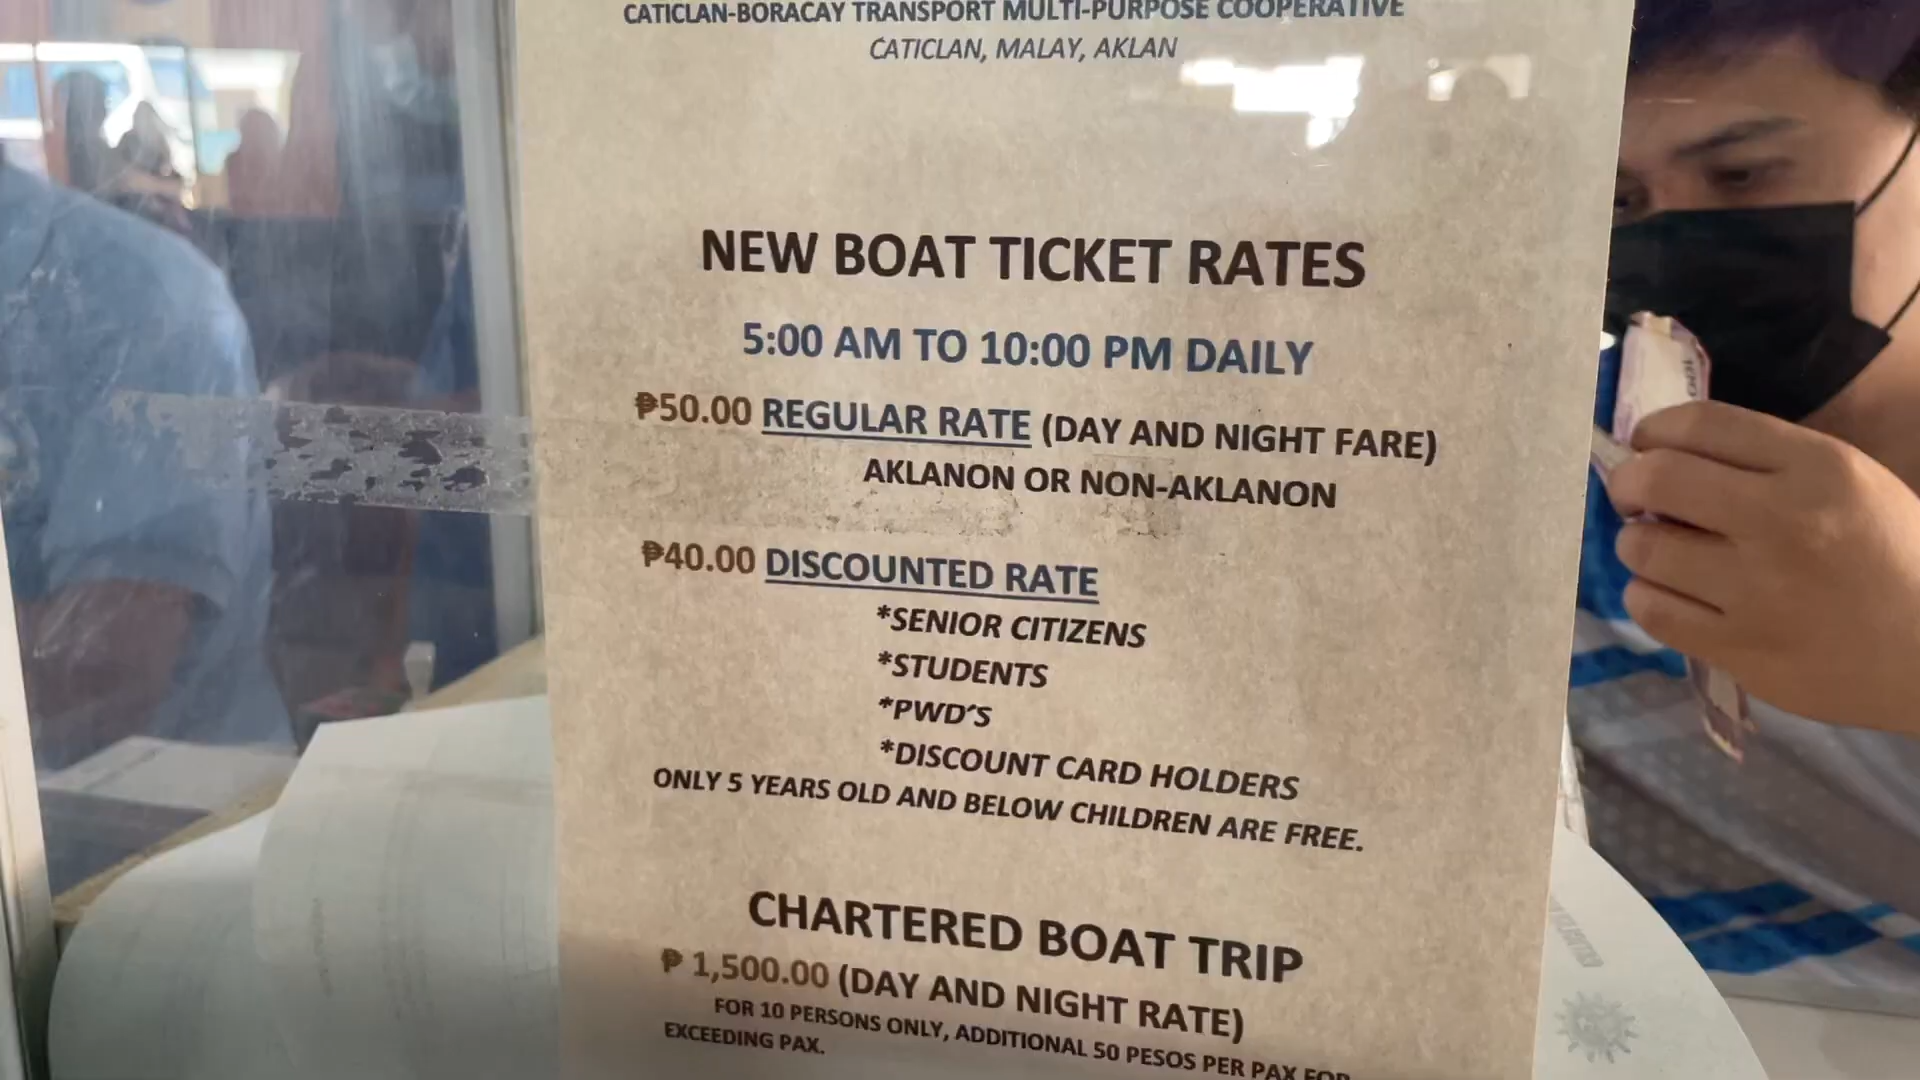 CATICLAN-BORACAY TRANSPORT MULTI-PURPOSE COOPERATIVE
CATICLAN, MALAY, AKLAN
NEW BOAT TICKET RATES
5:00 AM TO 10:00 PM DAILY
₱50.00 REGULAR RATE (DAY AND NIGHT FARE)
AKLANON OR NON-AKLANON
₱40.00 DISCOUNTED RATE
*SENIOR CITIZENS
*STUDENTS
*PWD'S
*DISCOUNT CARD HOLDERS
ONLY 5 YEARS OLD AND BELOW CHILDREN ARE FREE.
CHARTERED BOAT TRIP
₱ 1,500.00 (DAY AND NIGHT RATE)
FOR 10 PERSONS ONLY, ADDITIONAL 50 PESOS PER PAX FOR
EXCEEDING PAX.